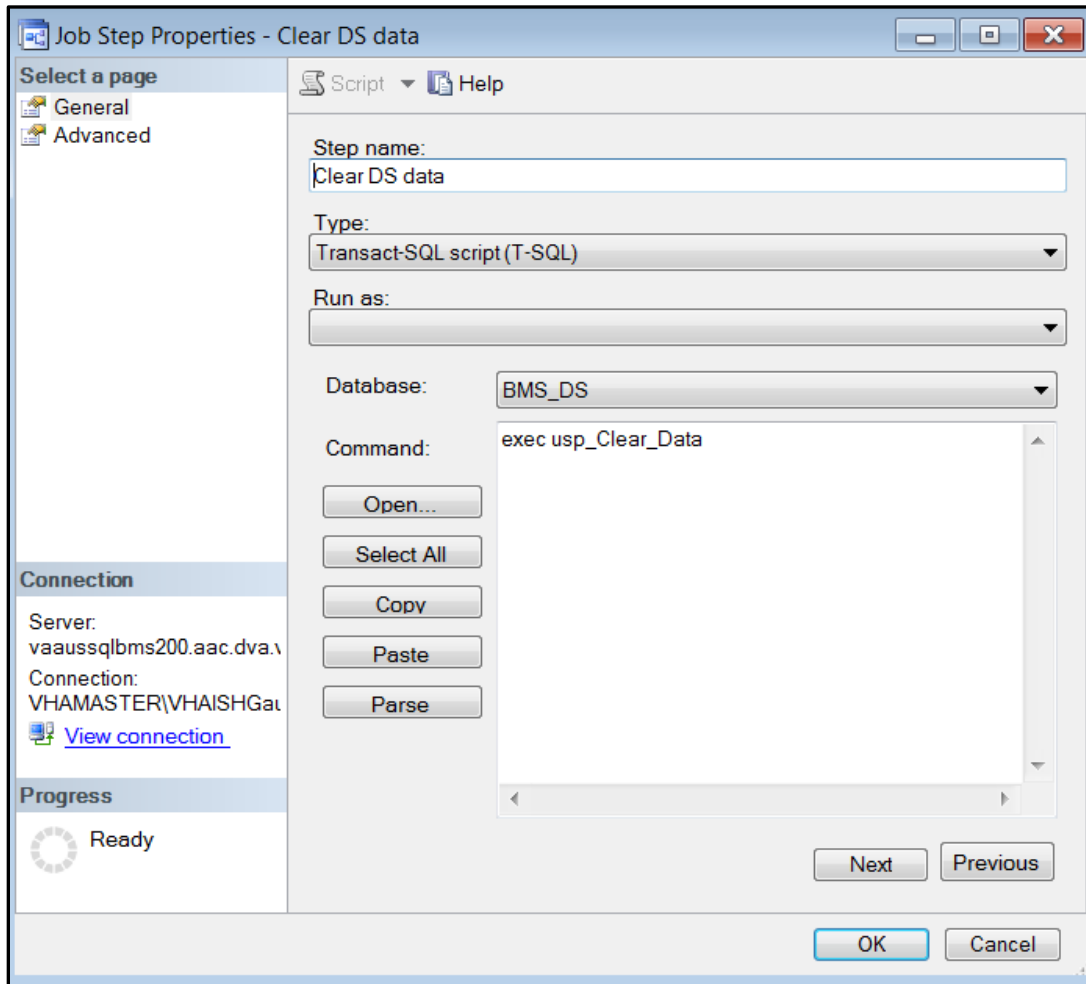 Job Step Properties - Clear DS data
Select a page
General
Advanced
Script Help
Step name:
Clear DS data
Type:
Transact-SQL script (T-SQL)
Run as:
Database:
BMS_DS
Command:
exec usp_Clear_Data
Open...
Select All
Copy
Paste
Parse
Connection
Server:
vaaussqlbms200.aac.dva.v
Connection:
VHAMASTER\VHAISHGau
View connection
Progress
Ready
Next Previous
OK Cancel